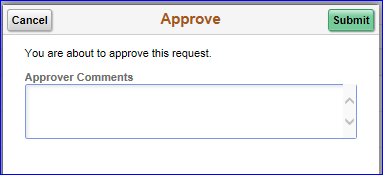 Cancel Approve Submit
You are about to approve this request.
Approver Comments